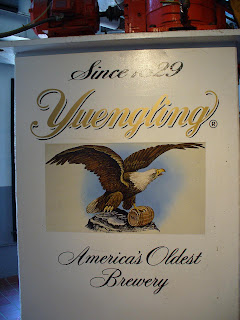 Since 1829
Yuengling®
America's Oldest
Brewery